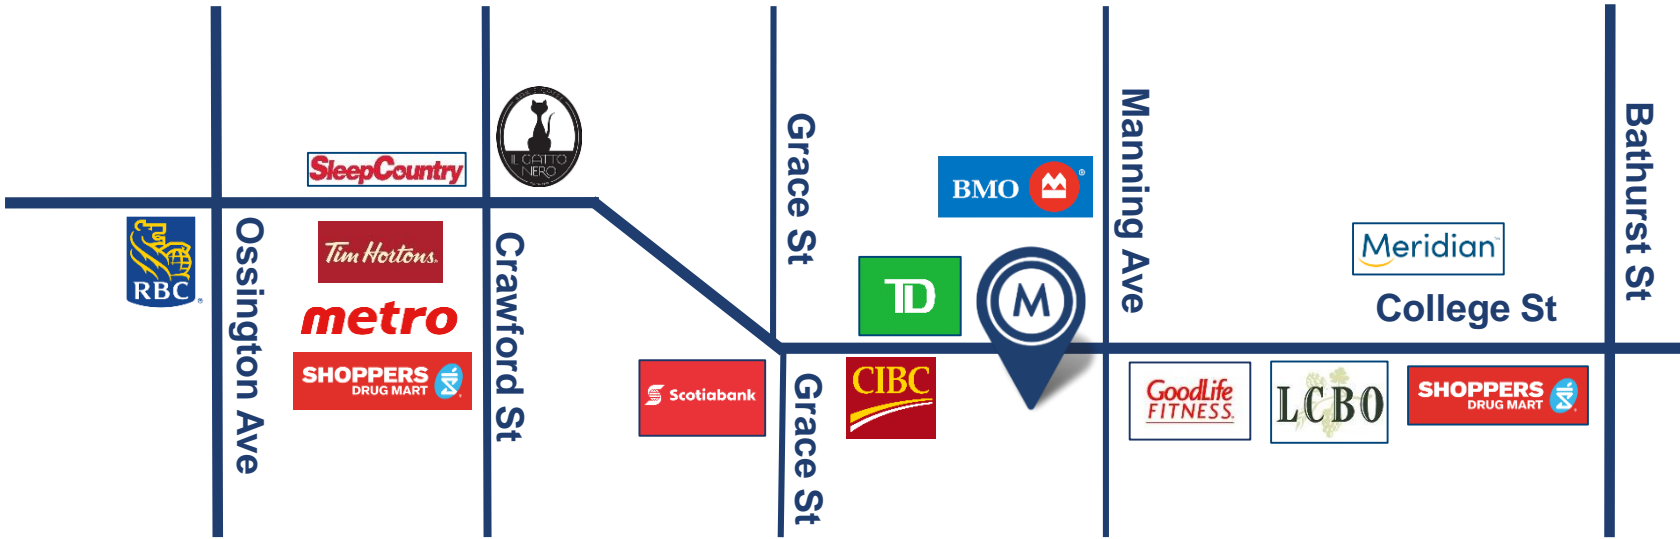 SleepCountry
IL GATTO
NERO
Grace St
BMO
®
Manning Ave
Bathurst St
RBC
®
Ossington Ave
Tim Hortons.
metro
SHOPPERS
DRUG MART
Crawford St
TD
M
Meridian™
College St
Scotiabank
CIBC
Grace St
GoodLife
FITNESS.
LCBO
SHOPPERS
DRUG MART